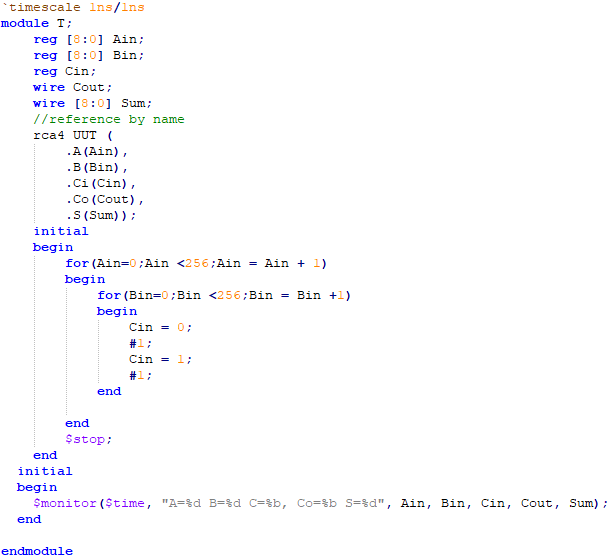 `timescale 1ns/1ns
module T;
    reg [8:0] Ain;
    reg [8:0] Bin;
    reg Cin;
    wire Cout;
    wire [8:0] Sum;
    //reference by name
    rca4 UUT (
        .A(Ain),
        .B(Bin),
        .Ci(Cin),
        .Co(Cout),
        .S(Sum));
    initial
    begin
        for(Ain=0;Ain <256;Ain = Ain + 1)
        begin
            for(Bin=0;Bin <256;Bin = Bin +1)
            begin
                Cin = 0;
                #1;
                Cin = 1;
                #1;
            end

        end
        $stop;
    end
  initial
  begin
    $monitor($time, "A=%d B=%d C=%b, Co=%b S=%d", Ain, Bin, Cin, Cout, Sum);
  end

endmodule